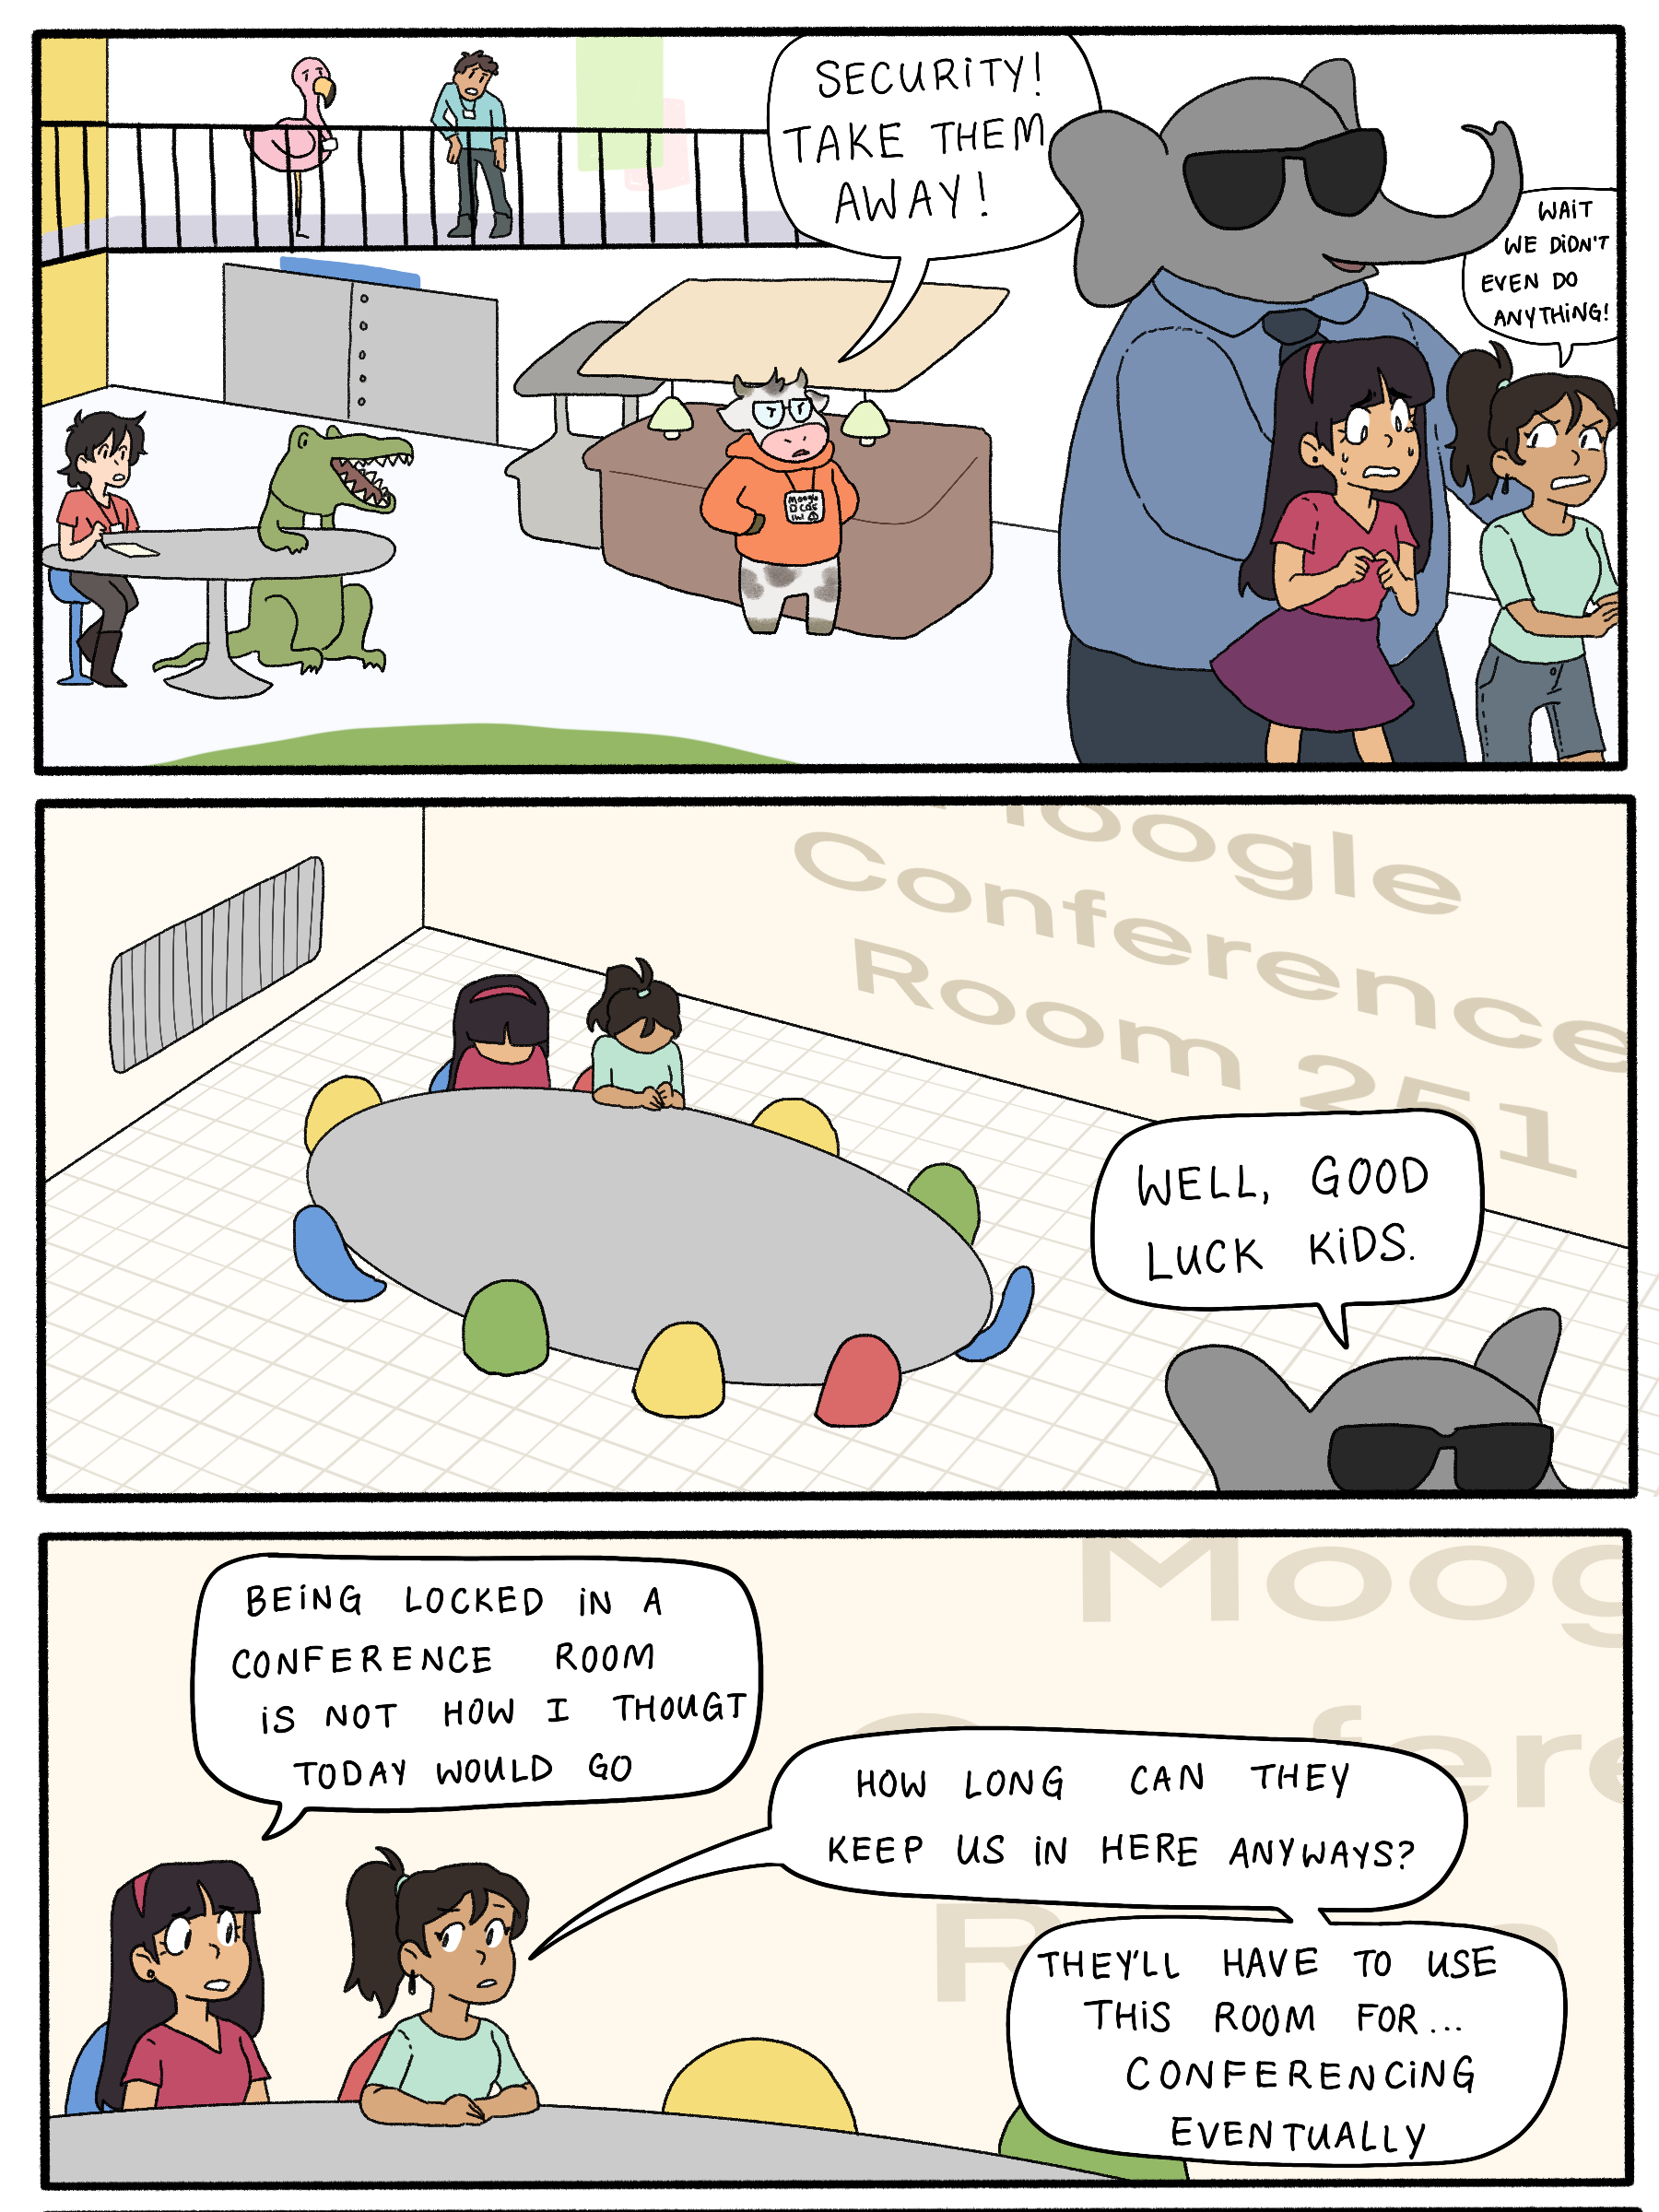 SECURITY!
TAKE THEM
AWAY!
WAIT
WE DIDN'T
EVEN DO
ANYTHING!
Moogle
Moogle
Conference
Room 251
WELL, GOOD
LUCK KIDS.
Moog
BEING LOCKED IN A
CONFERENCE ROOM
IS NOT HOW I THOUGT
TODAY WOULD GO
HOW LONG CAN THEY
KEEP US IN HERE ANYWAYS?
THEY'LL HAVE TO USE
THIS ROOM FOR...
CONFERENCING
EVENTUALLY